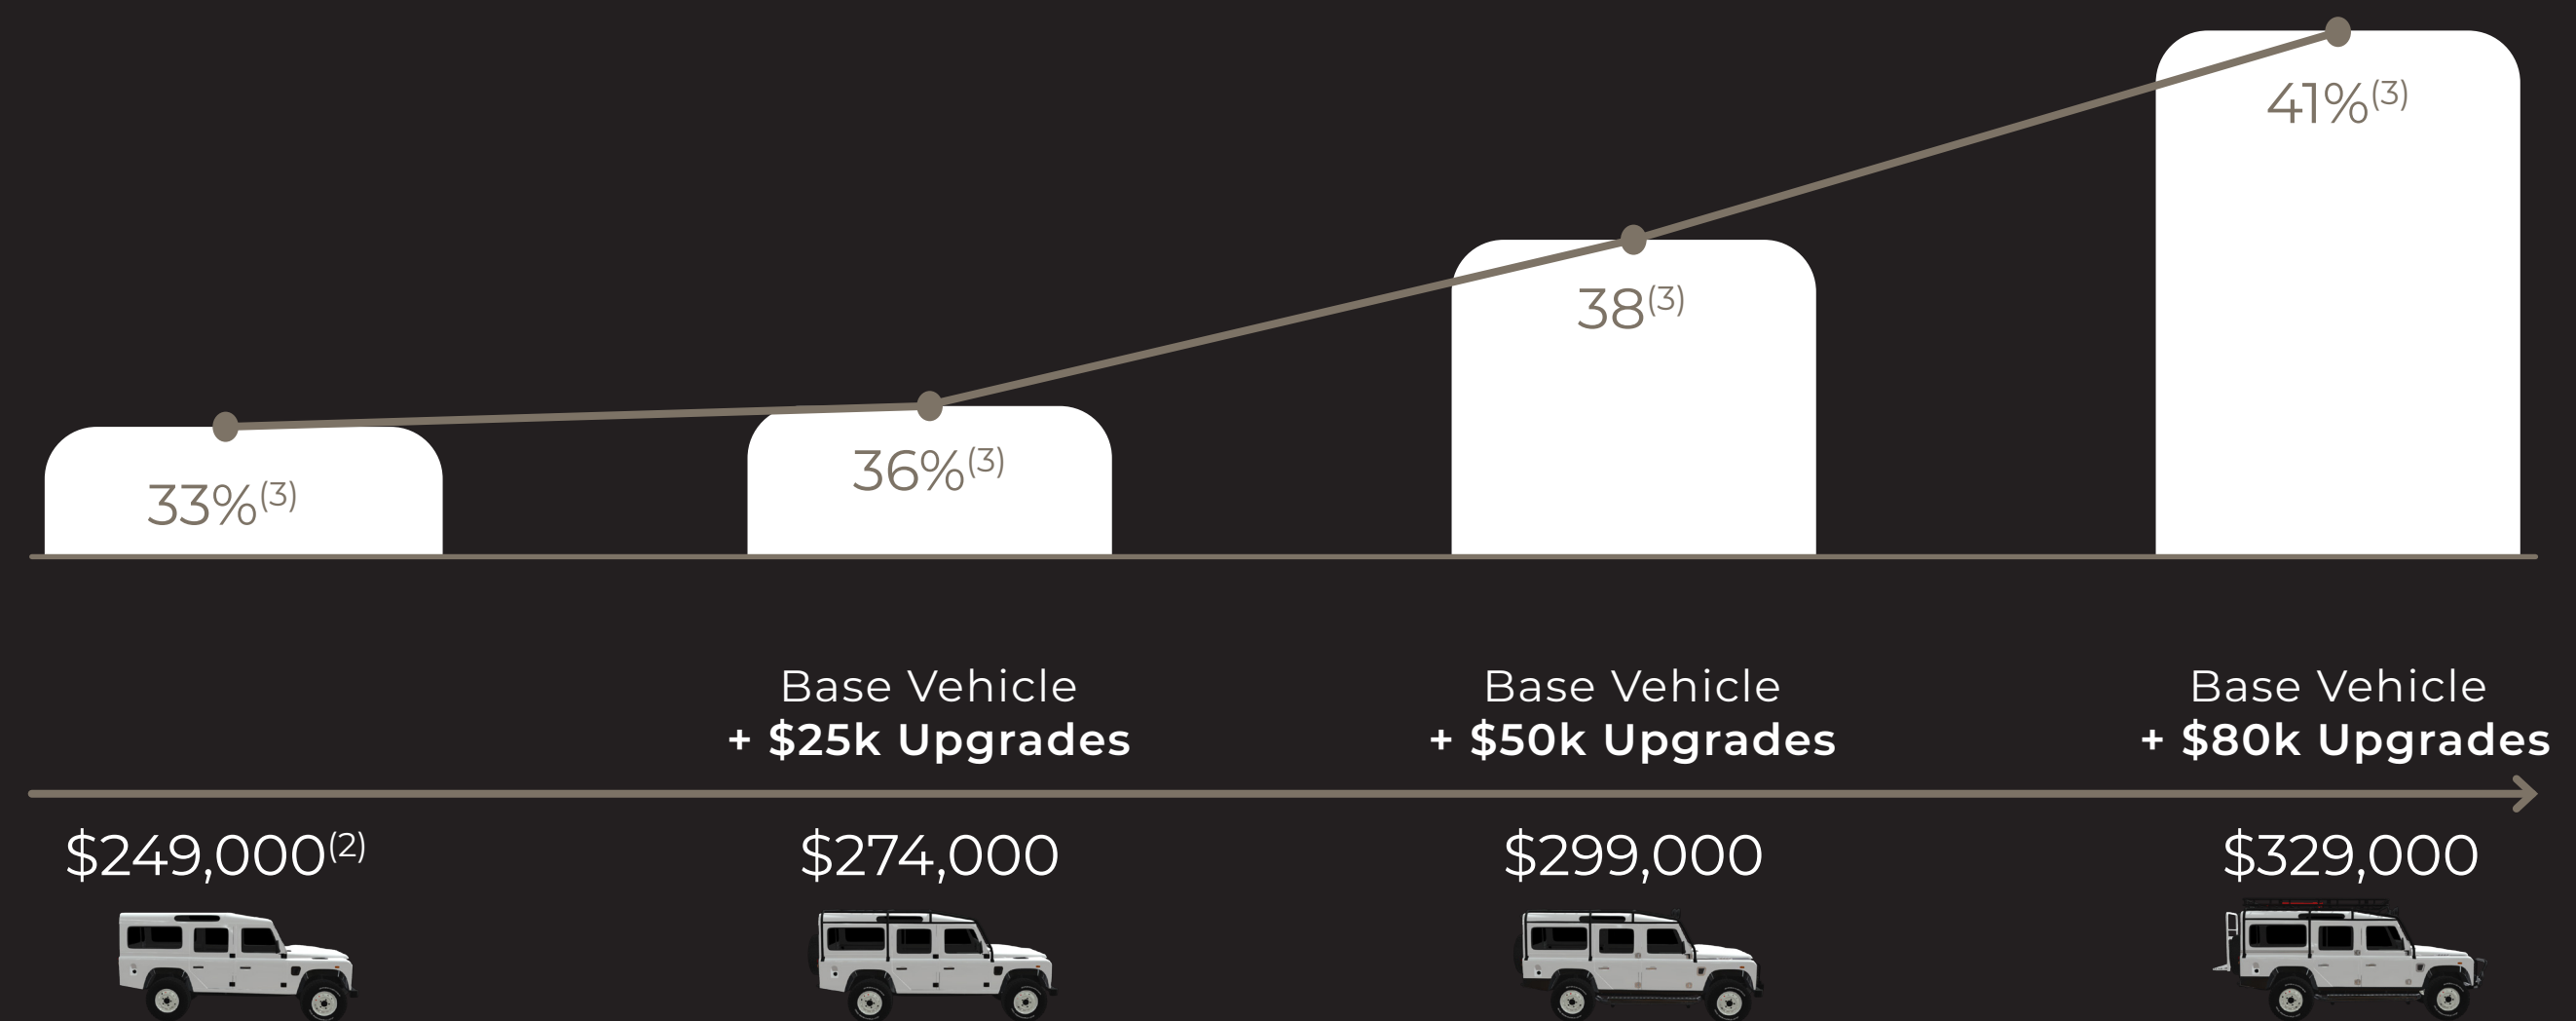 41%(3)
38(3)
36%(3)
33%(3)
Base Vehicle
+ $25k Upgrades
Base Vehicle
+ $50k Upgrades
Base Vehicle
+ $80k Upgrades
$249,000(2)
$274,000
$299,000
$329,000